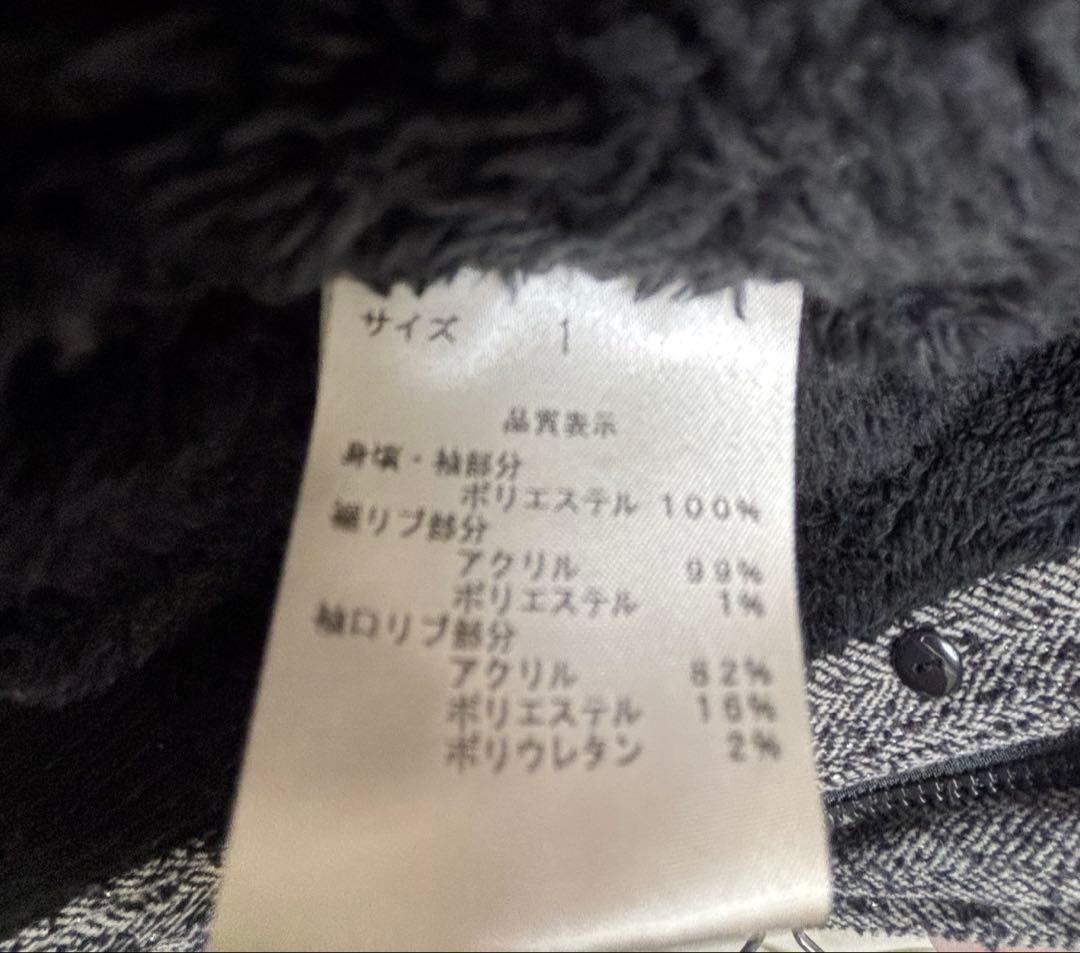 サイズ 1
品質表示
身頃・袖部分
ポリエステル 100%
裾リブ部分
アクリル 99%
ポリエステル 1%
袖口リブ部分
アクリル 82%
ポリエステル 16%
ポリウレタン 2%